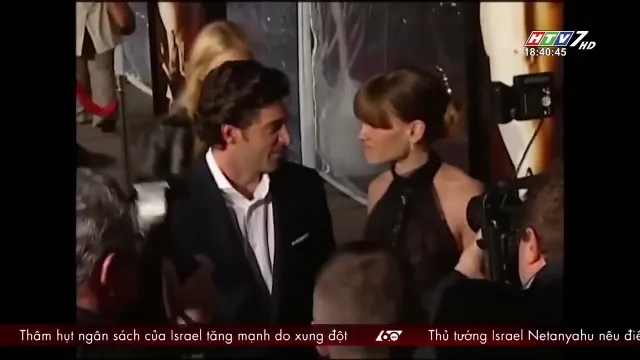 HTV7 HD
18:40:45
Thâm hụt ngân sách của Israel tăng mạnh do xung đột 60 Thủ tướng Israel Netanyahu nêu điề